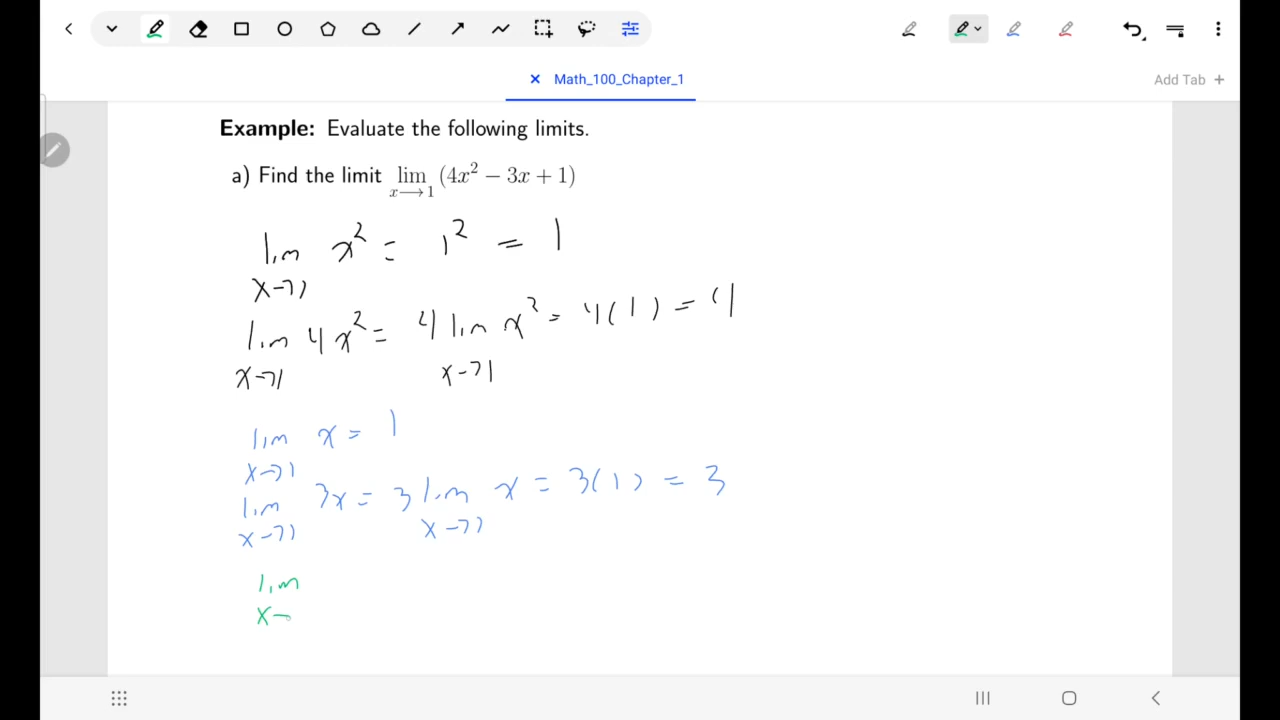 Math_100_Chapter_1
Add Tab +
Example: Evaluate the following limits.
a) Find the limit lim x⟶1 (4x² − 3x + 1)
lim x→1 x² = 1² = 1
lim x→1 4x² = 4 lim x→1 x² = 4(1) = 4
lim x→1 x = 1
lim x→1 3x = 3 lim x→1 x = 3(1) = 3
lim x−